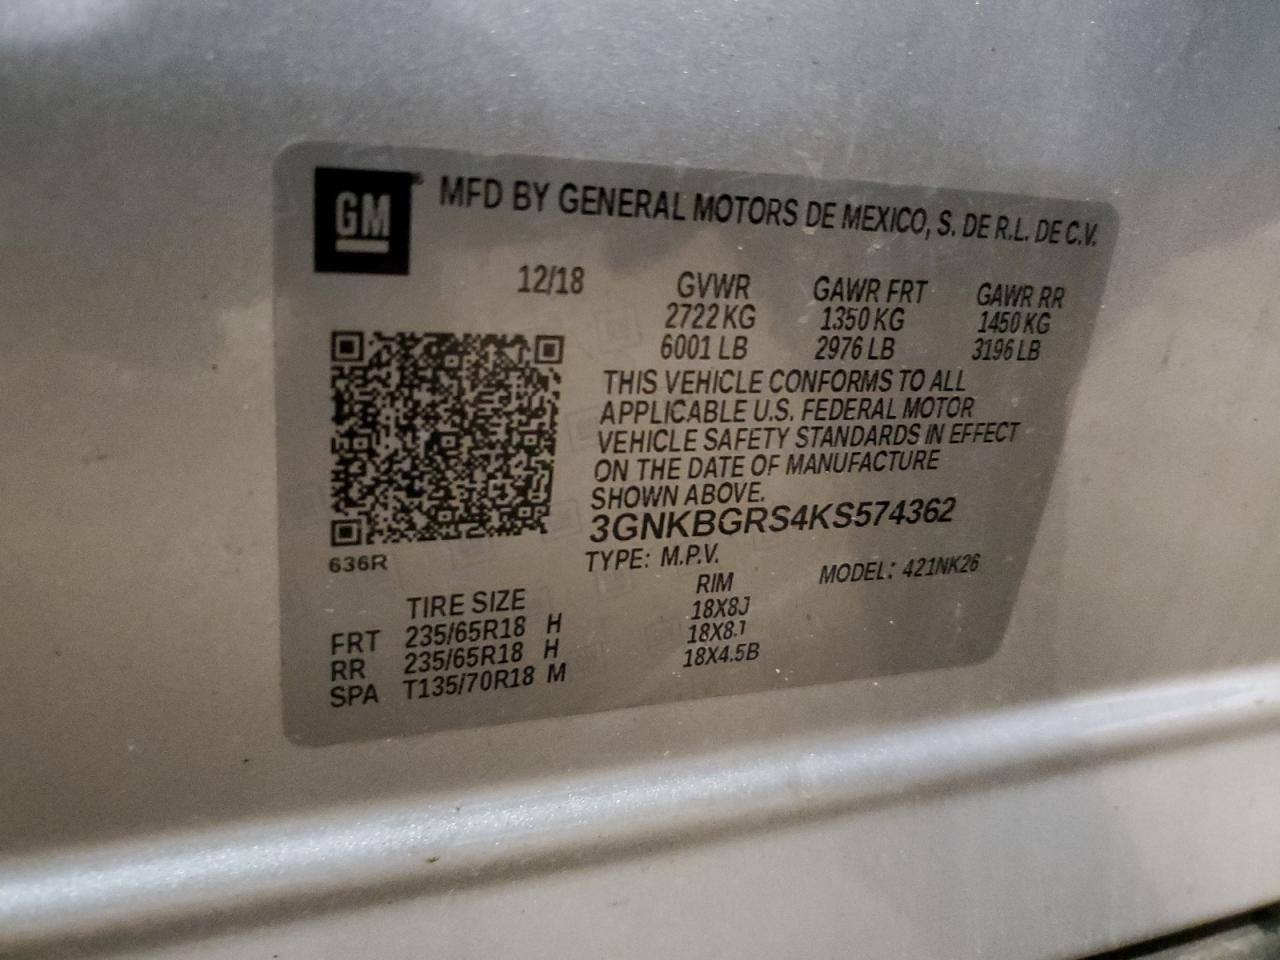 GM® MFD BY GENERAL MOTORS DE MEXICO, S. DE R.L. DE C.V.
12/18 GVWR GAWR FRT GAWR RR
2722 KG 1350 KG 1450 KG
6001 LB 2976 LB 3196 LB
THIS VEHICLE CONFORMS TO ALL
APPLICABLE U.S. FEDERAL MOTOR
VEHICLE SAFETY STANDARDS IN EFFECT
ON THE DATE OF MANUFACTURE
SHOWN ABOVE.
3GNKBGRS4KS574362
636R TYPE: M.P.V. MODEL: 421NK26
TIRE SIZE RIM
FRT 235/65R18 H 18X8J
RR 235/65R18 H 18X8J
SPA T135/70R18 M 18X4.5B